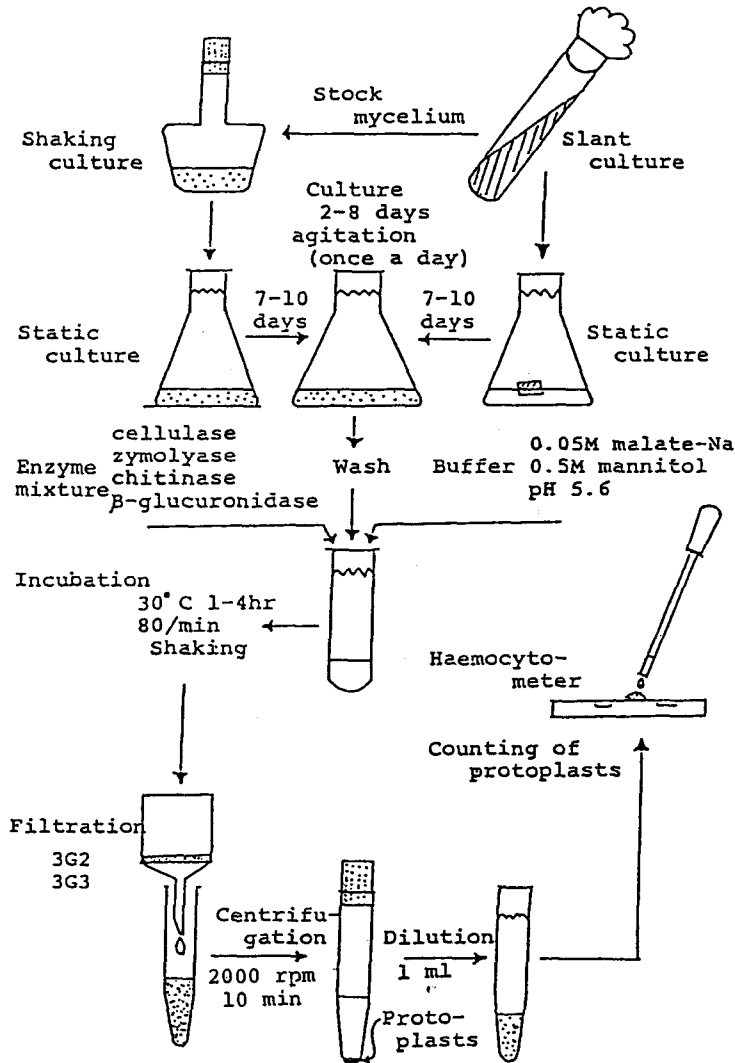 Stock
mycelium
Shaking
culture
Slant
culture
Culture
2-8 days
agitation
(once a day)
7-10
days
7-10
days
Static
culture
Static
culture
Enzyme
mixture
cellulase
zymolyase
chitinase
β-glucuronidase
Wash
Buffer
0.05M malate-Na
0.5M mannitol
pH 5.6
Incubation
30°C 1-4hr
80/min
Shaking
Haemocyto-
meter
Counting of
protoplasts
Filtration
3G2
3G3
Centrifu-
gation
2000 rpm
10 min
Dilution
1 ml
Proto-
plasts